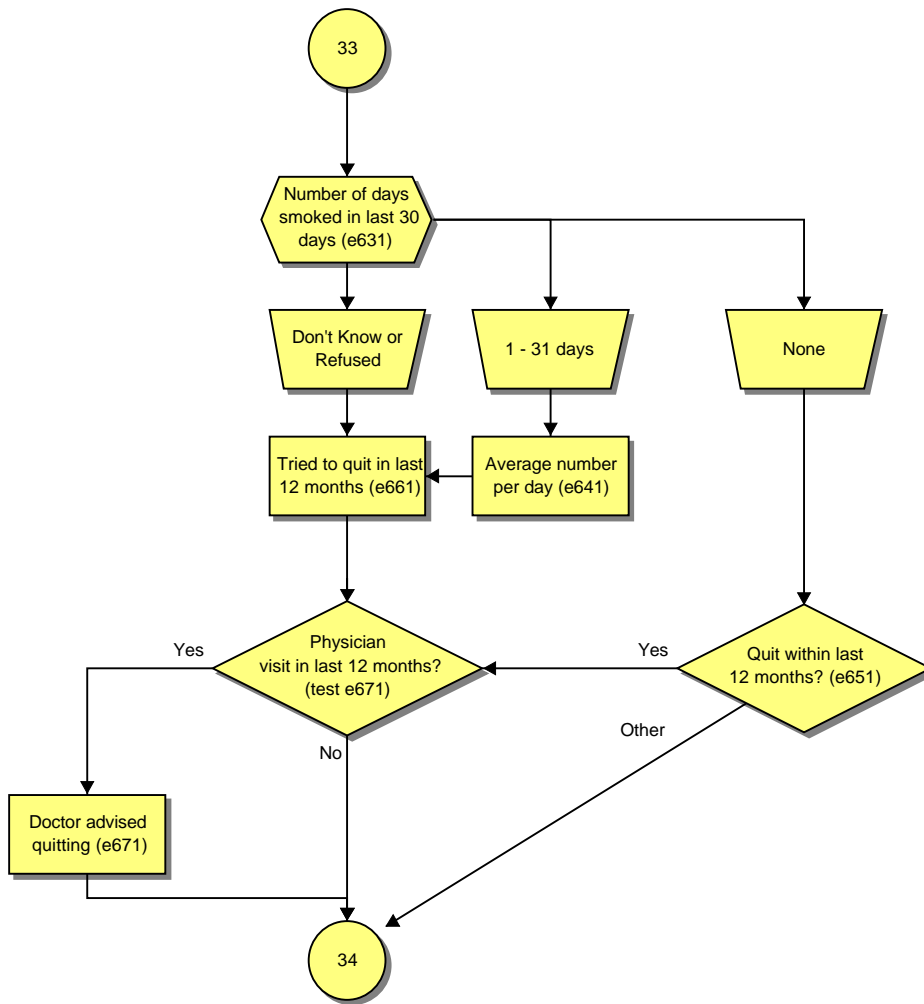 33
Number of days
smoked in last 30
days (e631)
Don't Know or
Refused
1 - 31 days
None
Tried to quit in last
12 months (e661)
Average number
per day (e641)
Yes
Physician
visit in last 12 months?
(test e671)
Yes
Quit within last
12 months? (e651)
No
Other
Doctor advised
quitting (e671)
34